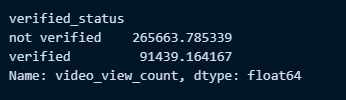 verified_status
not verified    265663.785339
verified         91439.164167
Name: video_view_count, dtype: float64